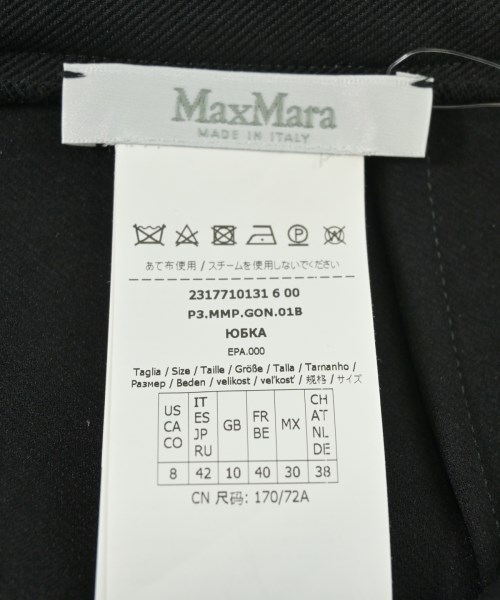 MaxMara
MADE IN ITALY
P
W
あて布使用 / スチームを使用しないでください
2317710131 6 00
P3.MMP.GON.01B
ЮБКА
EPA.000
Taglia / Size / Taille / Größe / Talla / Tamanho /
Размер / Beden / velikost / veľkosť / 规格 / サイズ
US CA CO IT ES JP RU GB FR BE MX CH AT NL DE
8 42 10 40 30 38
CN 尺码: 170/72A